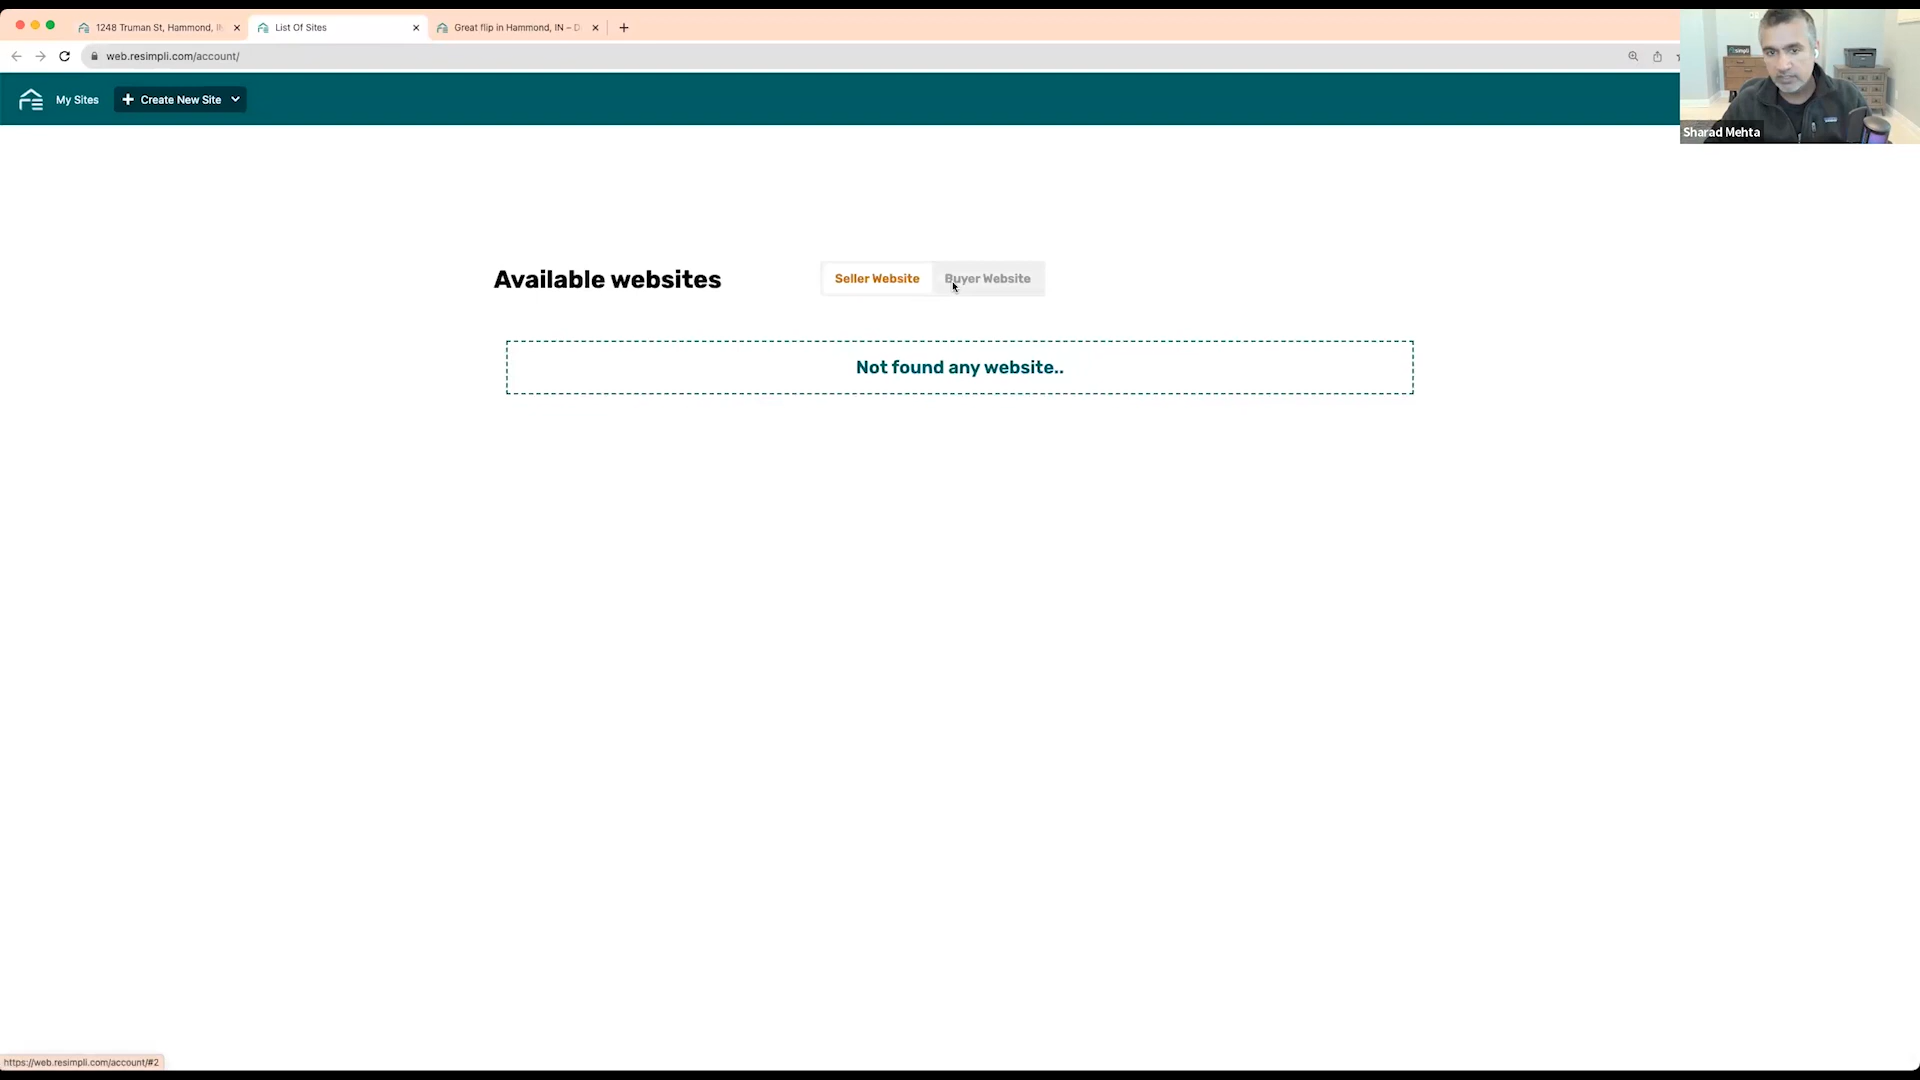 1248 Truman St, Hammond, I
List Of Sites
Great flip in Hammond, IN – D
web.resimpli.com/account/
My Sites
Create New Site
Sharad Mehta
Available websites
Seller Website
Buyer Website
Not found any website..
https://web.resimpli.com/account/#2